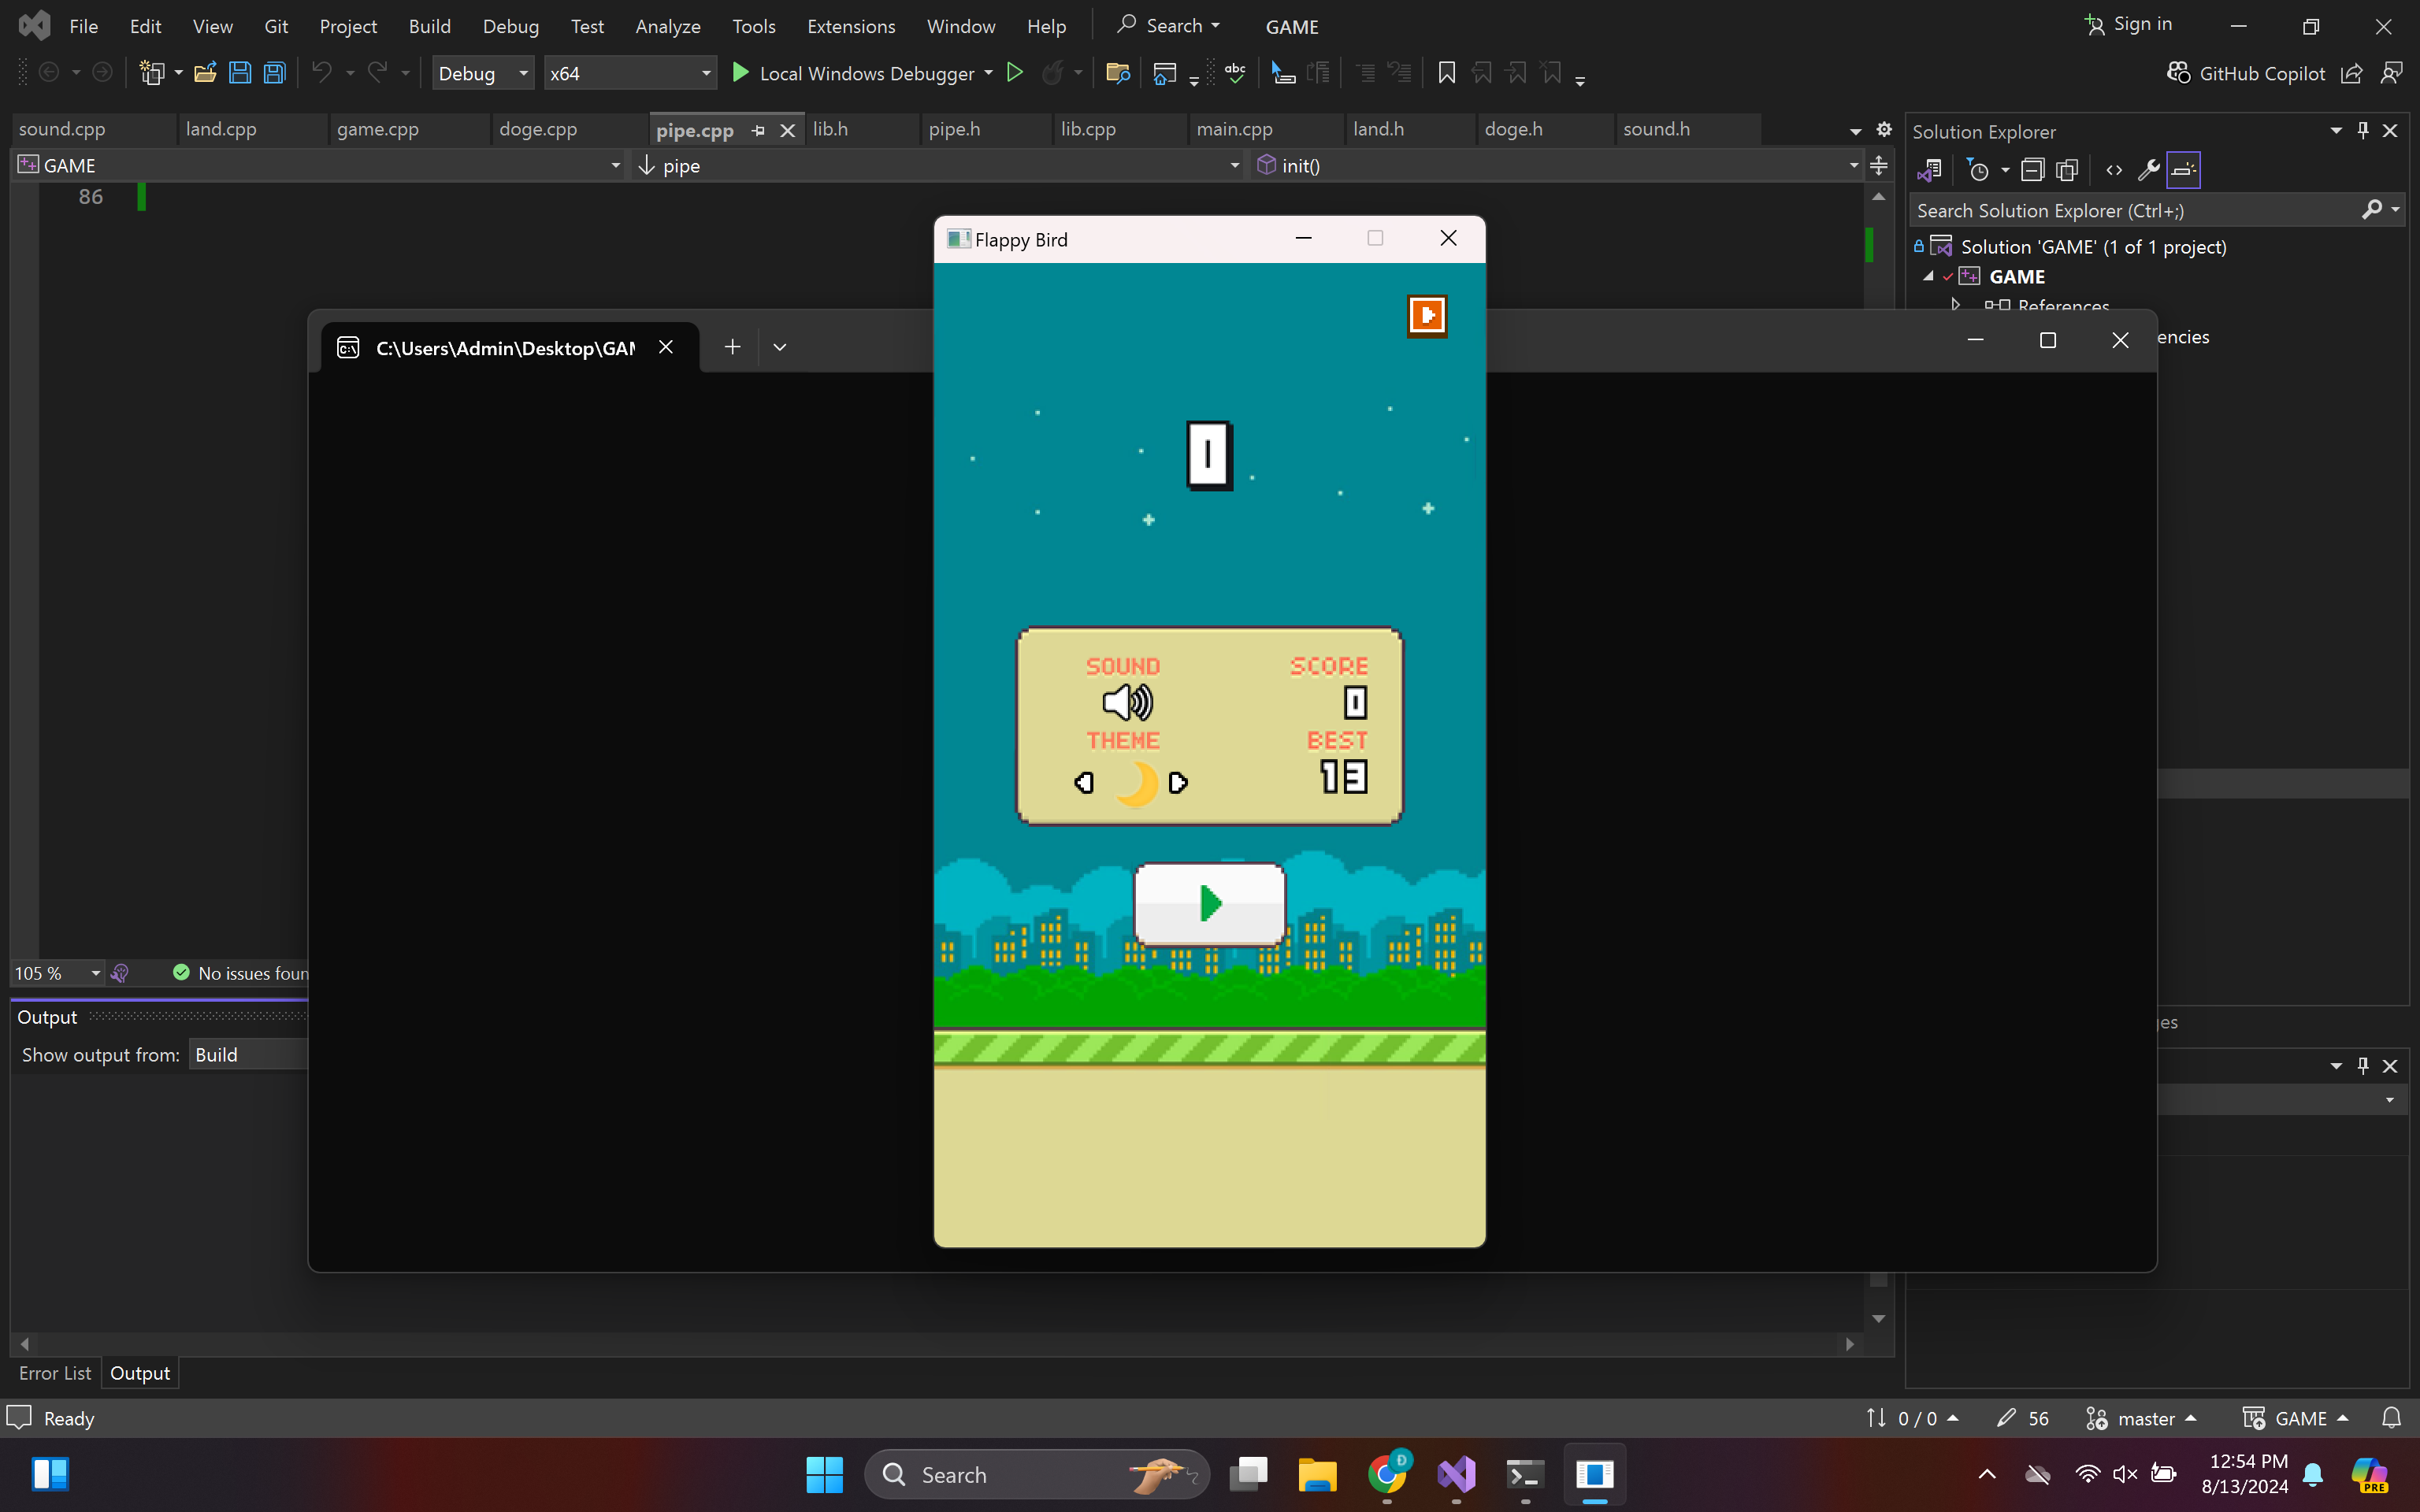 File Edit View Git Project Build Debug Test Analyze Tools Extensions Window Help Search GAME Sign in
Debug x64 Local Windows Debugger abc GitHub Copilot
sound.cpp land.cpp game.cpp doge.cpp pipe.cpp lib.h pipe.h lib.cpp main.cpp land.h doge.h sound.h
Solution Explorer
GAME pipe init()
86
Search Solution Explorer (Ctrl+;)
Flappy Bird
Solution 'GAME' (1 of 1 project)
GAME
References
encies
C:\Users\Admin\Desktop\GAM
0
SOUND SCORE
0
THEME BEST
13
105 % No issues foun
Output
Show output from: Build
ges
Error List Output
Ready 0 / 0 56 master GAME
Search
Đ
12:54 PM
8/13/2024
PRE